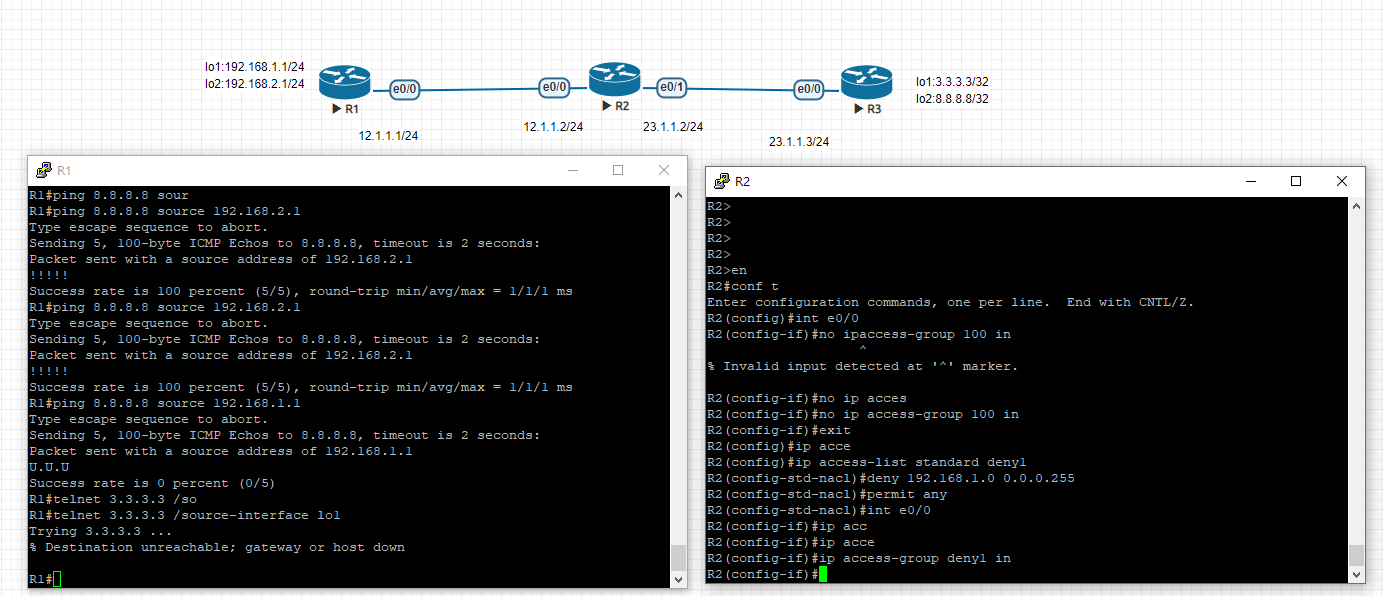 lo1:192.168.1.1/24
lo2:192.168.2.1/24
e0/0
R1
12.1.1.1/24
e0/0
R2
e0/1
12.1.1.2/24
23.1.1.2/24
e0/0
R3
23.1.1.3/24
lo1:3.3.3.3/32
lo2:8.8.8.8/32
R1
R1#ping 8.8.8.8 sour
R1#ping 8.8.8.8 source 192.168.2.1
Type escape sequence to abort.
Sending 5, 100-byte ICMP Echos to 8.8.8.8, timeout is 2 seconds:
Packet sent with a source address of 192.168.2.1
!!!!!
Success rate is 100 percent (5/5), round-trip min/avg/max = 1/1/1 ms
R1#ping 8.8.8.8 source 192.168.2.1
Type escape sequence to abort.
Sending 5, 100-byte ICMP Echos to 8.8.8.8, timeout is 2 seconds:
Packet sent with a source address of 192.168.2.1
!!!!!
Success rate is 100 percent (5/5), round-trip min/avg/max = 1/1/1 ms
R1#ping 8.8.8.8 source 192.168.1.1
Type escape sequence to abort.
Sending 5, 100-byte ICMP Echos to 8.8.8.8, timeout is 2 seconds:
Packet sent with a source address of 192.168.1.1
U.U.U
Success rate is 0 percent (0/5)
R1#telnet 3.3.3.3 /so
R1#telnet 3.3.3.3 /source-interface lo1
Trying 3.3.3.3 ...
% Destination unreachable; gateway or host down
R1#
R2
R2>
R2>
R2>
R2>
R2>en
R2#conf t
Enter configuration commands, one per line.  End with CNTL/Z.
R2(config)#int e0/0
R2(config-if)#no ipaccess-group 100 in
^
% Invalid input detected at '^' marker.
R2(config-if)#no ip acces
R2(config-if)#no ip access-group 100 in
R2(config-if)#exit
R2(config)#ip acce
R2(config)#ip access-list standard deny1
R2(config-std-nacl)#deny 192.168.1.0 0.0.0.255
R2(config-std-nacl)#permit any
R2(config-std-nacl)#int e0/0
R2(config-if)#ip acc
R2(config-if)#ip acce
R2(config-if)#ip access-group deny1 in
R2(config-if)#